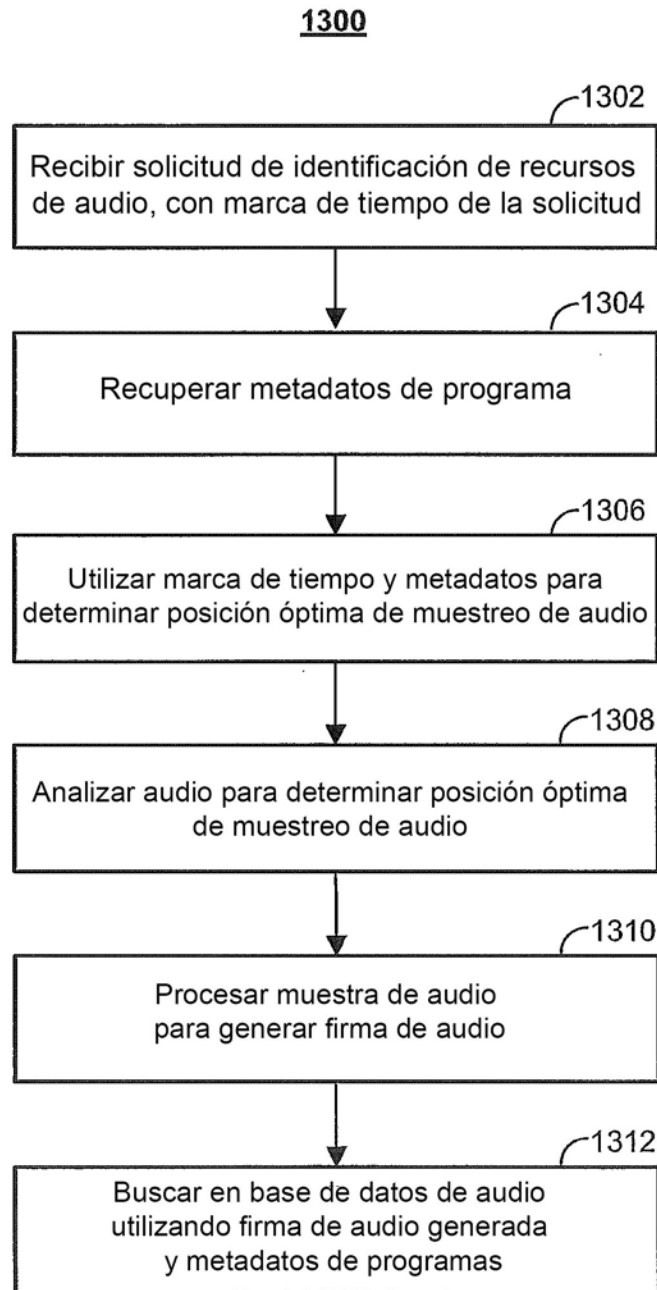 1300
1302
Recibir solicitud de identificación de recursos
de audio, con marca de tiempo de la solicitud
1304
Recuperar metadatos de programa
1306
Utilizar marca de tiempo y metadatos para
determinar posición óptima de muestreo de audio
1308
Analizar audio para determinar posición óptima
de muestreo de audio
1310
Procesar muestra de audio
para generar firma de audio
1312
Buscar en base de datos de audio
utilizando firma de audio generada
y metadatos de programas